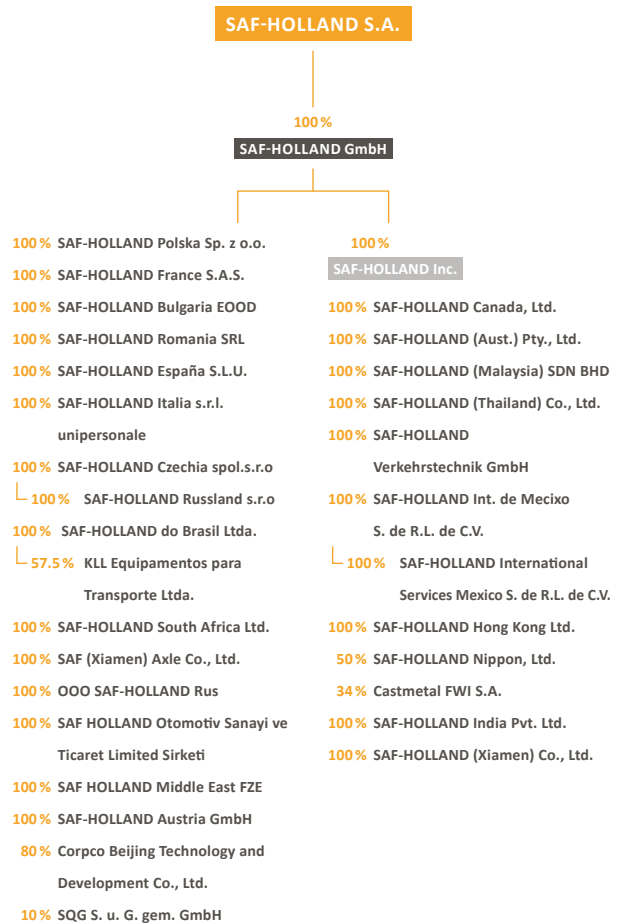 SAF-HOLLAND S.A.
100 %
SAF-HOLLAND GmbH
100 % SAF-HOLLAND Polska Sp. z o.o.
100 % SAF-HOLLAND France S.A.S.
100 % SAF-HOLLAND Bulgaria EOOD
100 % SAF-HOLLAND Romania SRL
100 % SAF-HOLLAND España S.L.U.
100 % SAF-HOLLAND Italia s.r.l.
unipersonale
100 % SAF-HOLLAND Czechia spol.s.r.o
100 % SAF-HOLLAND Russland s.r.o
100 % SAF-HOLLAND do Brasil Ltda.
57.5 % KLL Equipamentos para
Transporte Ltda.
100 % SAF-HOLLAND South Africa Ltd.
100 % SAF (Xiamen) Axle Co., Ltd.
100 % OOO SAF-HOLLAND Rus
100 % SAF HOLLAND Otomotiv Sanayi ve
Ticaret Limited Sirketi
100 % SAF HOLLAND Middle East FZE
100 % SAF-HOLLAND Austria GmbH
80 % Corpco Beijing Technology and
Development Co., Ltd.
10 % SQG S. u. G. gem. GmbH
100 %
SAF-HOLLAND Inc.
100 % SAF-HOLLAND Canada, Ltd.
100 % SAF-HOLLAND (Aust.) Pty., Ltd.
100 % SAF-HOLLAND (Malaysia) SDN BHD
100 % SAF-HOLLAND (Thailand) Co., Ltd.
100 % SAF-HOLLAND
Verkehrstechnik GmbH
100 % SAF-HOLLAND Int. de Mecixo
S. de R.L. de C.V.
100 % SAF-HOLLAND International
Services Mexico S. de R.L. de C.V.
100 % SAF-HOLLAND Hong Kong Ltd.
50 % SAF-HOLLAND Nippon, Ltd.
34 % Castmetal FWI S.A.
100 % SAF-HOLLAND India Pvt. Ltd.
100 % SAF-HOLLAND (Xiamen) Co., Ltd.